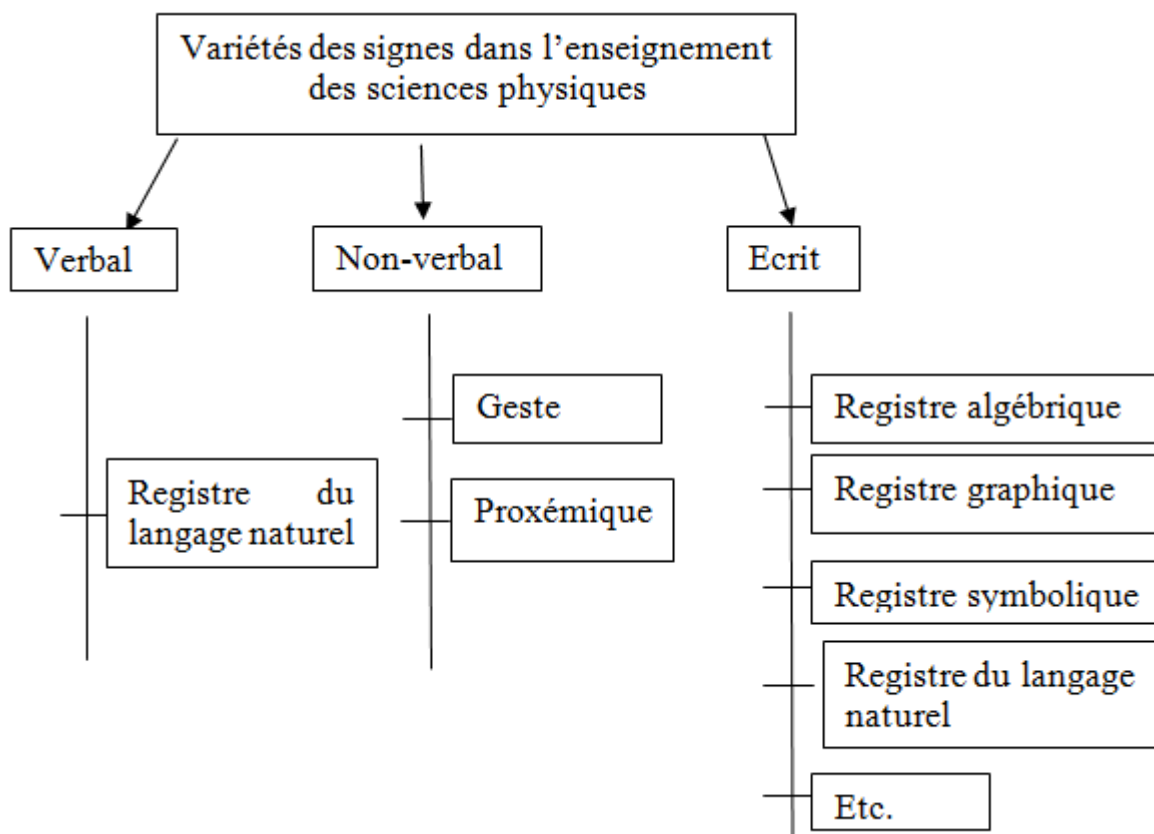 Variétés des signes dans l’enseignement
des sciences physiques
Verbal
Non-verbal
Ecrit
Registre du
langage naturel
Geste
Proxémique
Registre algébrique
Registre graphique
Registre symbolique
Registre du langage
naturel
Etc.